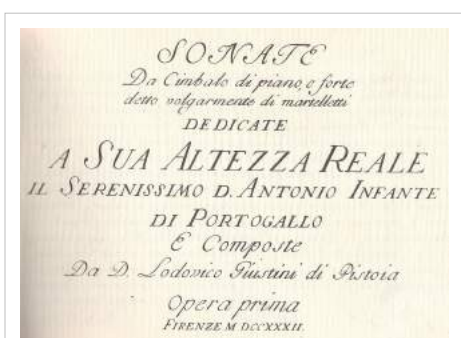 SONATE
Da Cimbalo di piano, e forte
detto volgarmente di martelletti
DEDICATE
A SUA ALTEZZA REALE
IL SERENISSIMO D. ANTONIO INFANTE
DI PORTOGALLO
E Composte
Da D. Lodovico Giustini di Pistoia
Opera prima
FIRENZE M DCCXXXII.